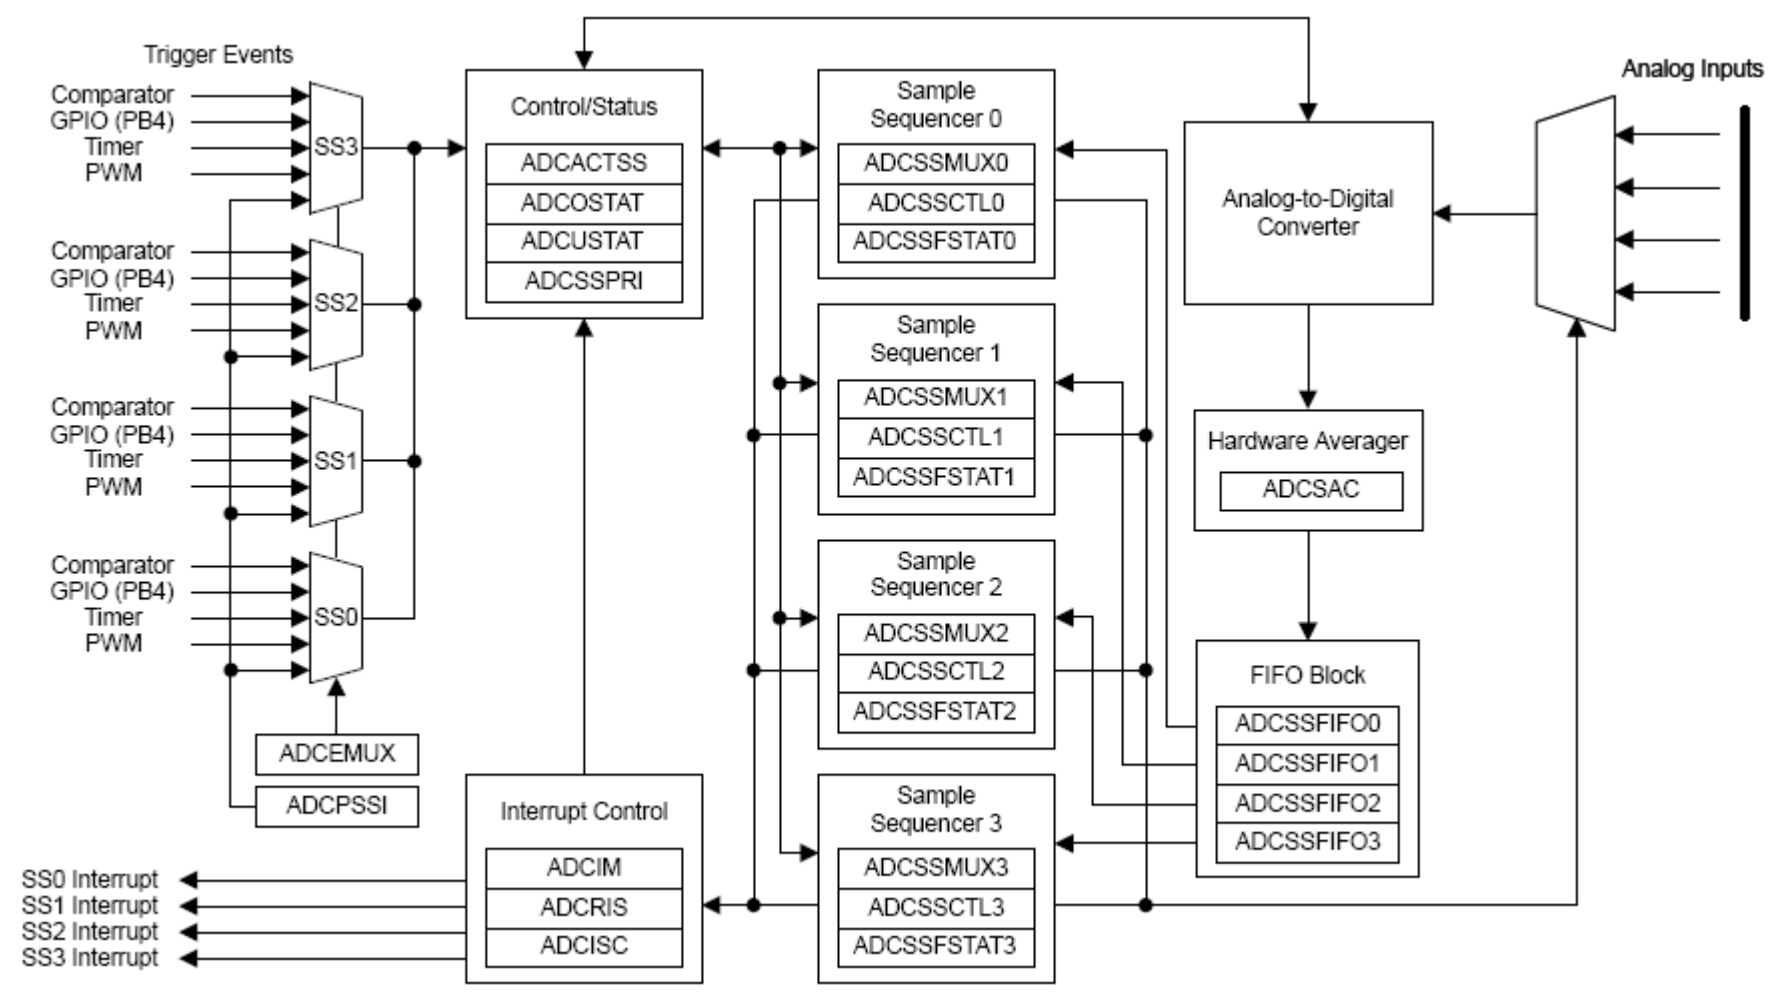 Trigger Events
Comparator
GPIO (PB4)
Timer
PWM
SS3
Comparator
GPIO (PB4)
Timer
PWM
SS2
Comparator
GPIO (PB4)
Timer
PWM
SS1
Comparator
GPIO (PB4)
Timer
PWM
SS0
ADCEMUX
ADCPSSI
SS0 Interrupt
SS1 Interrupt
SS2 Interrupt
SS3 Interrupt
Control/Status
ADCACTSS
ADCOSTAT
ADCUSTAT
ADCSSPRI
Interrupt Control
ADCIM
ADCRIS
ADCISC
Sample
Sequencer 0
ADCSSMUX0
ADCSSCTL0
ADCSSFSTAT0
Sample
Sequencer 1
ADCSSMUX1
ADCSSCTL1
ADCSSFSTAT1
Sample
Sequencer 2
ADCSSMUX2
ADCSSCTL2
ADCSSFSTAT2
Sample
Sequencer 3
ADCSSMUX3
ADCSSCTL3
ADCSSFSTAT3
Analog-to-Digital
Converter
Hardware Averager
ADCSAC
FIFO Block
ADCSSFIFO0
ADCSSFIFO1
ADCSSFIFO2
ADCSSFIFO3
Analog Inputs